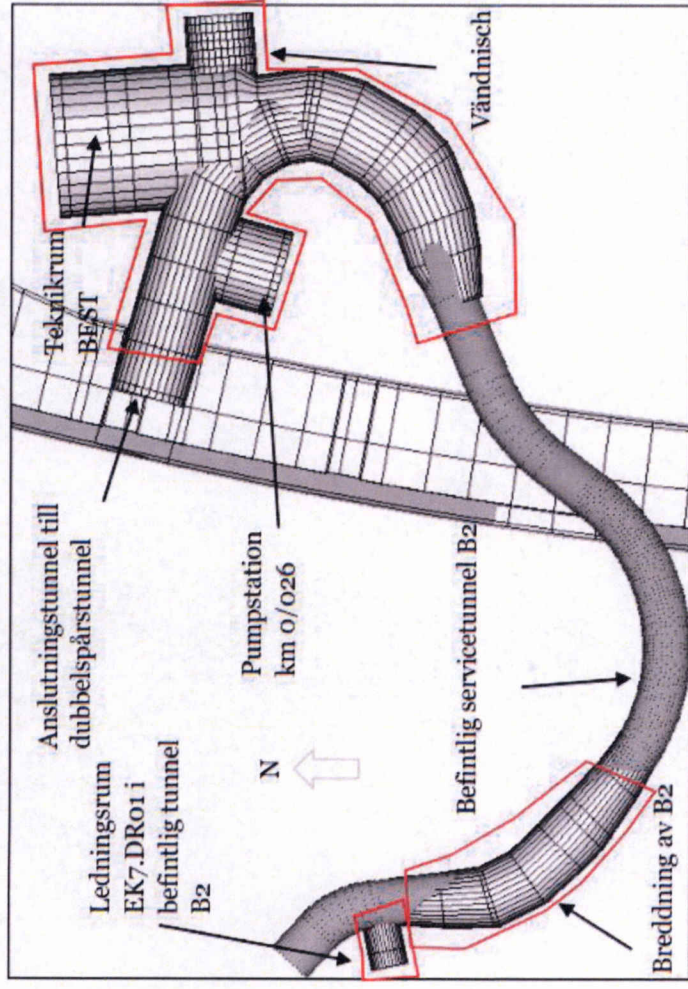 Teknikrum
BEST
Vändnisch
Anslutningstunnel till
dubbelspårstunnel
Pumpstation
km 0/026
Ledningsrum
EK7.DR01 i
befintlig tunnel
B2
N
Befintlig servicetunnel B2
Breddning av B2